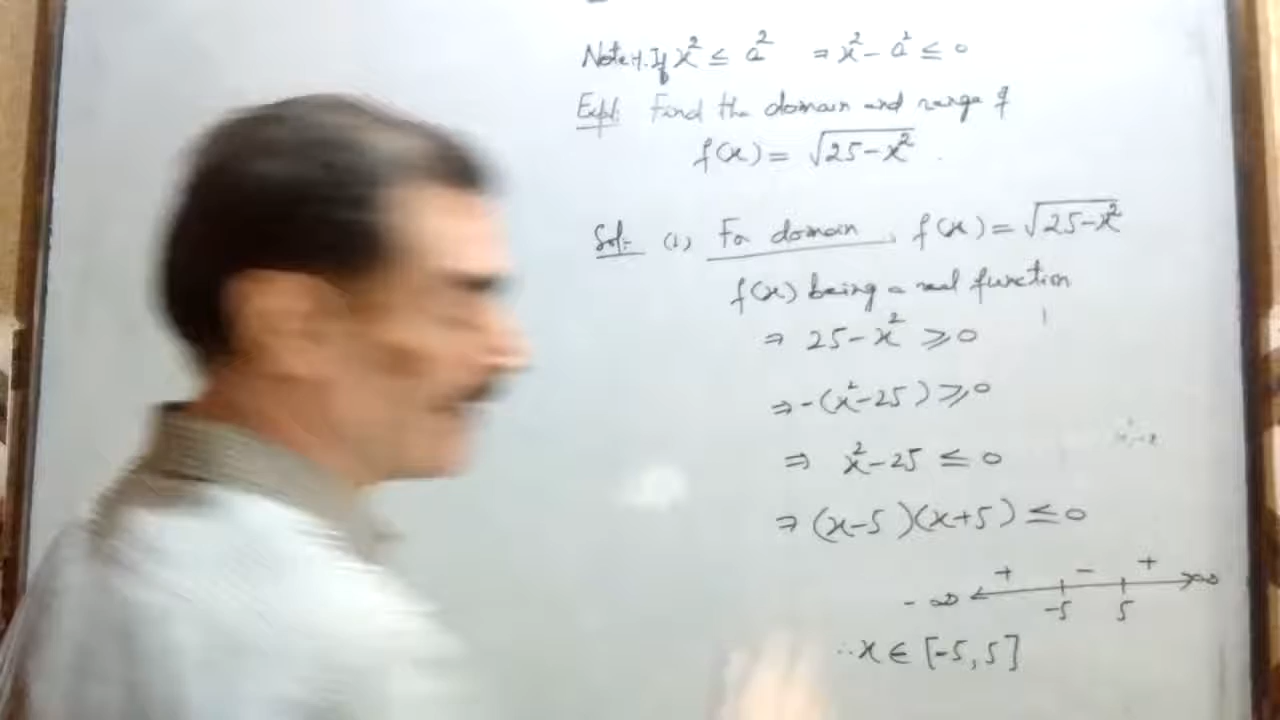 Note:1. If x² ≤ a² ⇒ x² - a² ≤ 0
Expl: Find the domain and range of
f(x) = √25-x².
Sol:- (1) For domain, f(x) = √25-x²
f(x) being a real function
⇒ 25-x² ≥ 0
⇒ -(x²-25) ≥ 0
⇒ x²-25 ≤ 0
⇒ (x-5)(x+5) ≤ 0
+ - +
-∞ ∞
-5 5
∴ x ∈ [-5, 5]